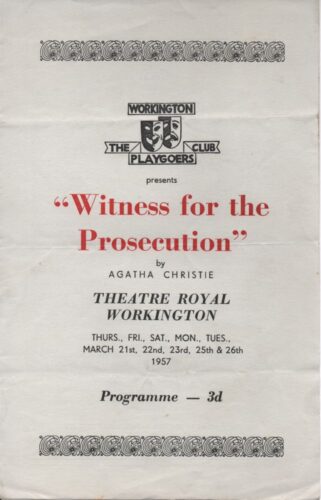 WORKINGTON
THE CLUB
PLAYGOERS
presents
"Witness for the
Prosecution"
by
AGATHA CHRISTIE
THEATRE ROYAL
WORKINGTON
THURS., FRI., SAT., MON., TUES.,
MARCH 21st, 22nd, 23rd, 25th & 26th
1957
Programme — 3d